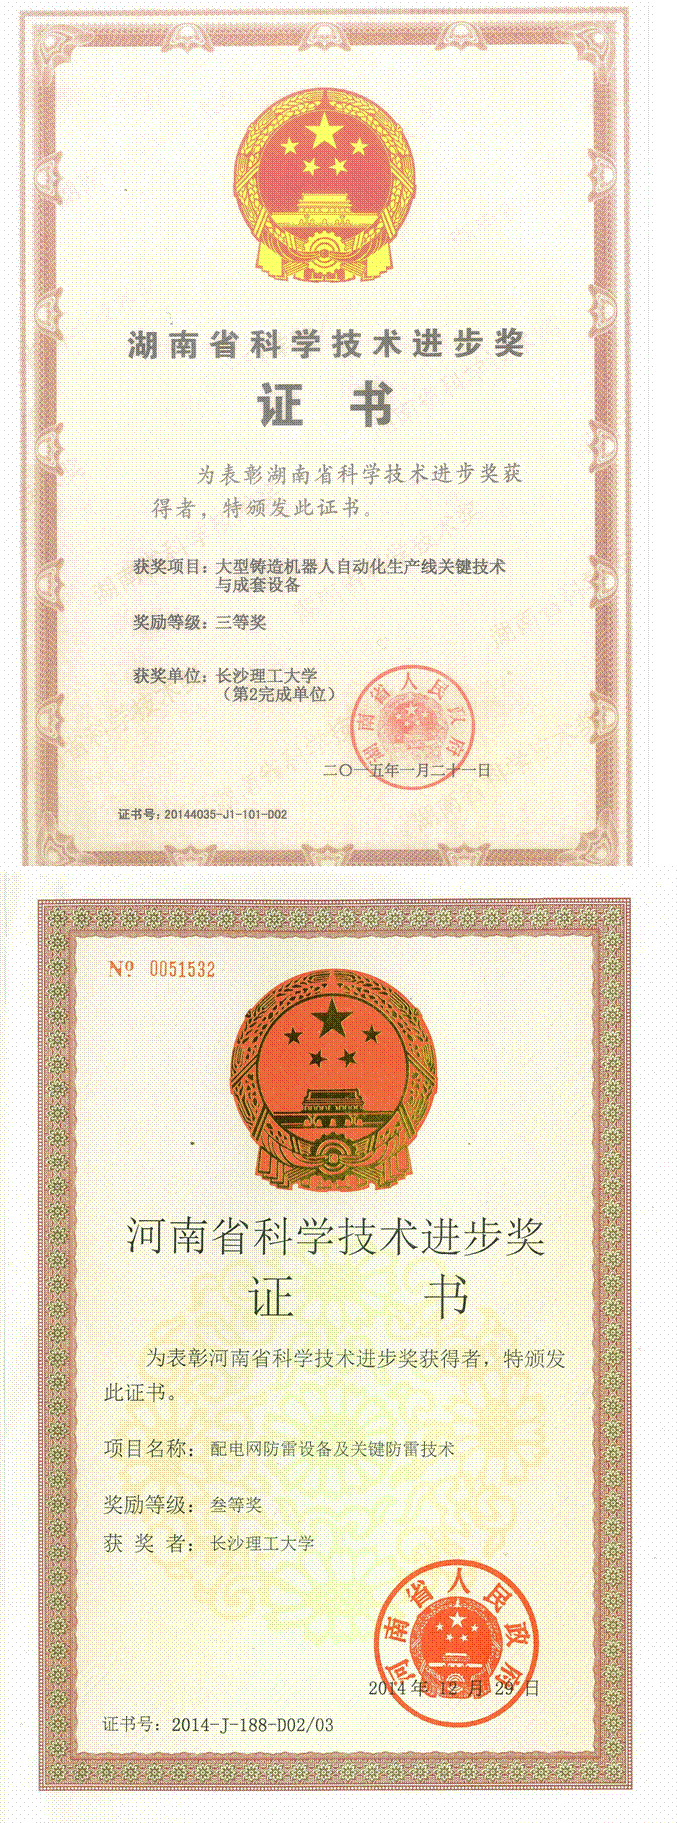 湖南省科学技术进步奖
证 书
为表彰湖南省科学技术进步奖获
得者，特颁发此证书。
获奖项目：大型铸造机器人自动化生产线关键技术
与成套设备
奖励等级：三等奖
获奖单位：长沙理工大学
（第2完成单位）
湖南省人民政府
二〇一五年一月二十一日
证书号：20144035-J1-101-D02
№ 0051532
河南省科学技术进步奖
证 书
为表彰河南省科学技术进步奖获得者，特颁发
此证书。
项目名称：配电网防雷设备及关键防雷技术
奖励等级：叁等奖
获 奖 者：长沙理工大学
河南省人民政府
2014年 12 月 29 日
证书号：2014-J-188-D02/03